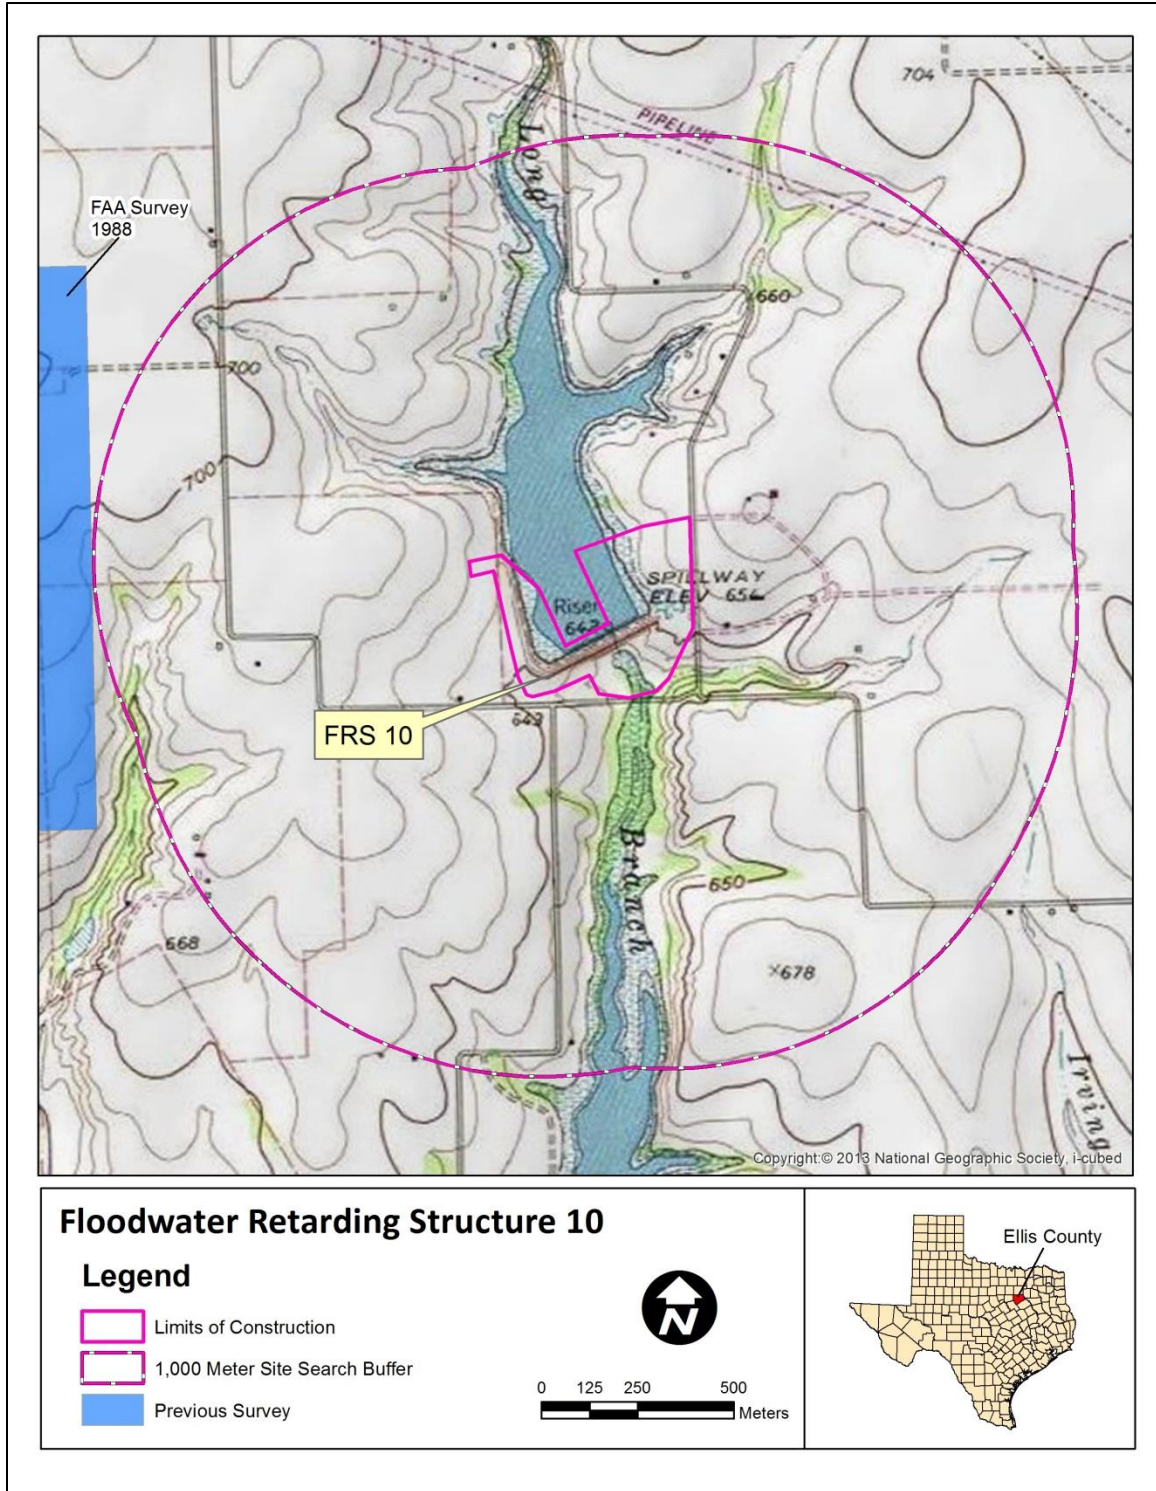 704
Long
PIPELINE
FAA Survey
1988
660
700
700
SPILLWAY
ELEV 654
Riser
642
FRS 10
643
Branch
650
668
×678
Irving
Copyright:© 2013 National Geographic Society, i-cubed
Floodwater Retarding Structure 10
Legend
Limits of Construction
1,000 Meter Site Search Buffer
Previous Survey
N
0 125 250 500
Meters
Ellis County